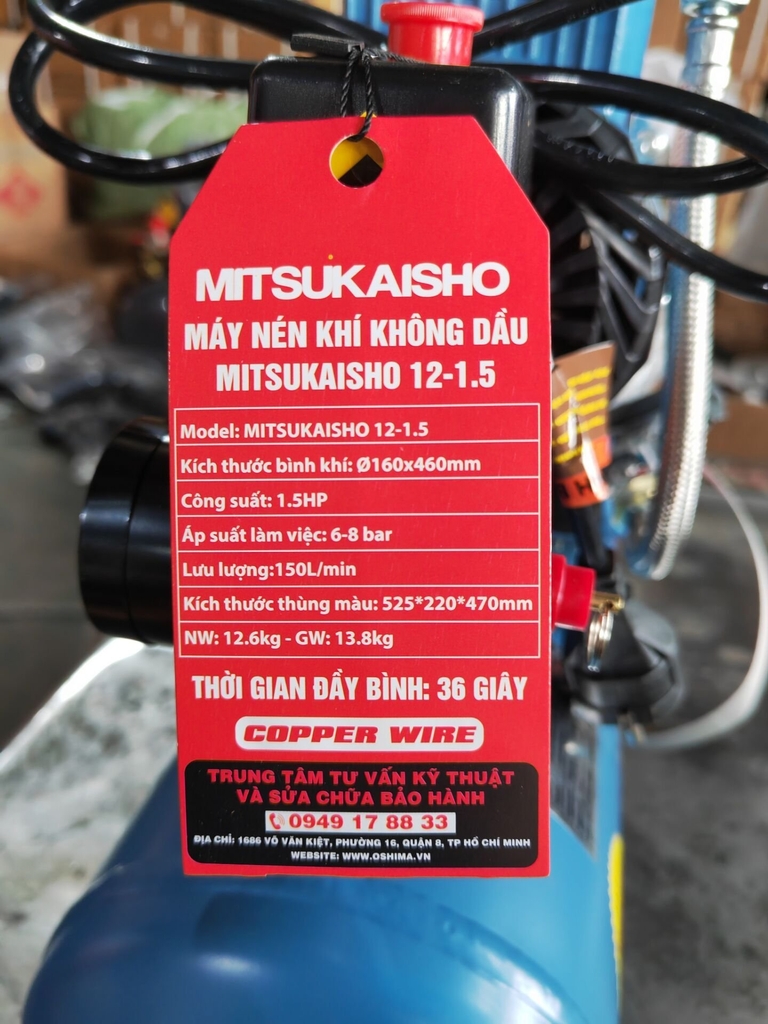 MITSUKAISHO
MÁY NÉN KHÍ KHÔNG DẦU
MITSUKAISHO 12-1.5
Model: MITSUKAISHO 12-1.5
Kích thước bình khí: Ø160x460mm
Công suất: 1.5HP
Áp suất làm việc: 6-8 bar
Lưu lượng:150L/min
Kích thước thùng màu: 525*220*470mm
NW: 12.6kg - GW: 13.8kg
THỜI GIAN ĐẦY BÌNH: 36 GIÂY
COPPER WIRE
TRUNG TÂM TƯ VẤN KỸ THUẬT
VÀ SỬA CHỮA BẢO HÀNH
0949 17 88 33
ĐỊA CHỈ: 1686 VÕ VĂN KIỆT, PHƯỜNG 16, QUẬN 8, TP HỒ CHÍ MINH
WEBSITE: WWW.OSHIMA.VN